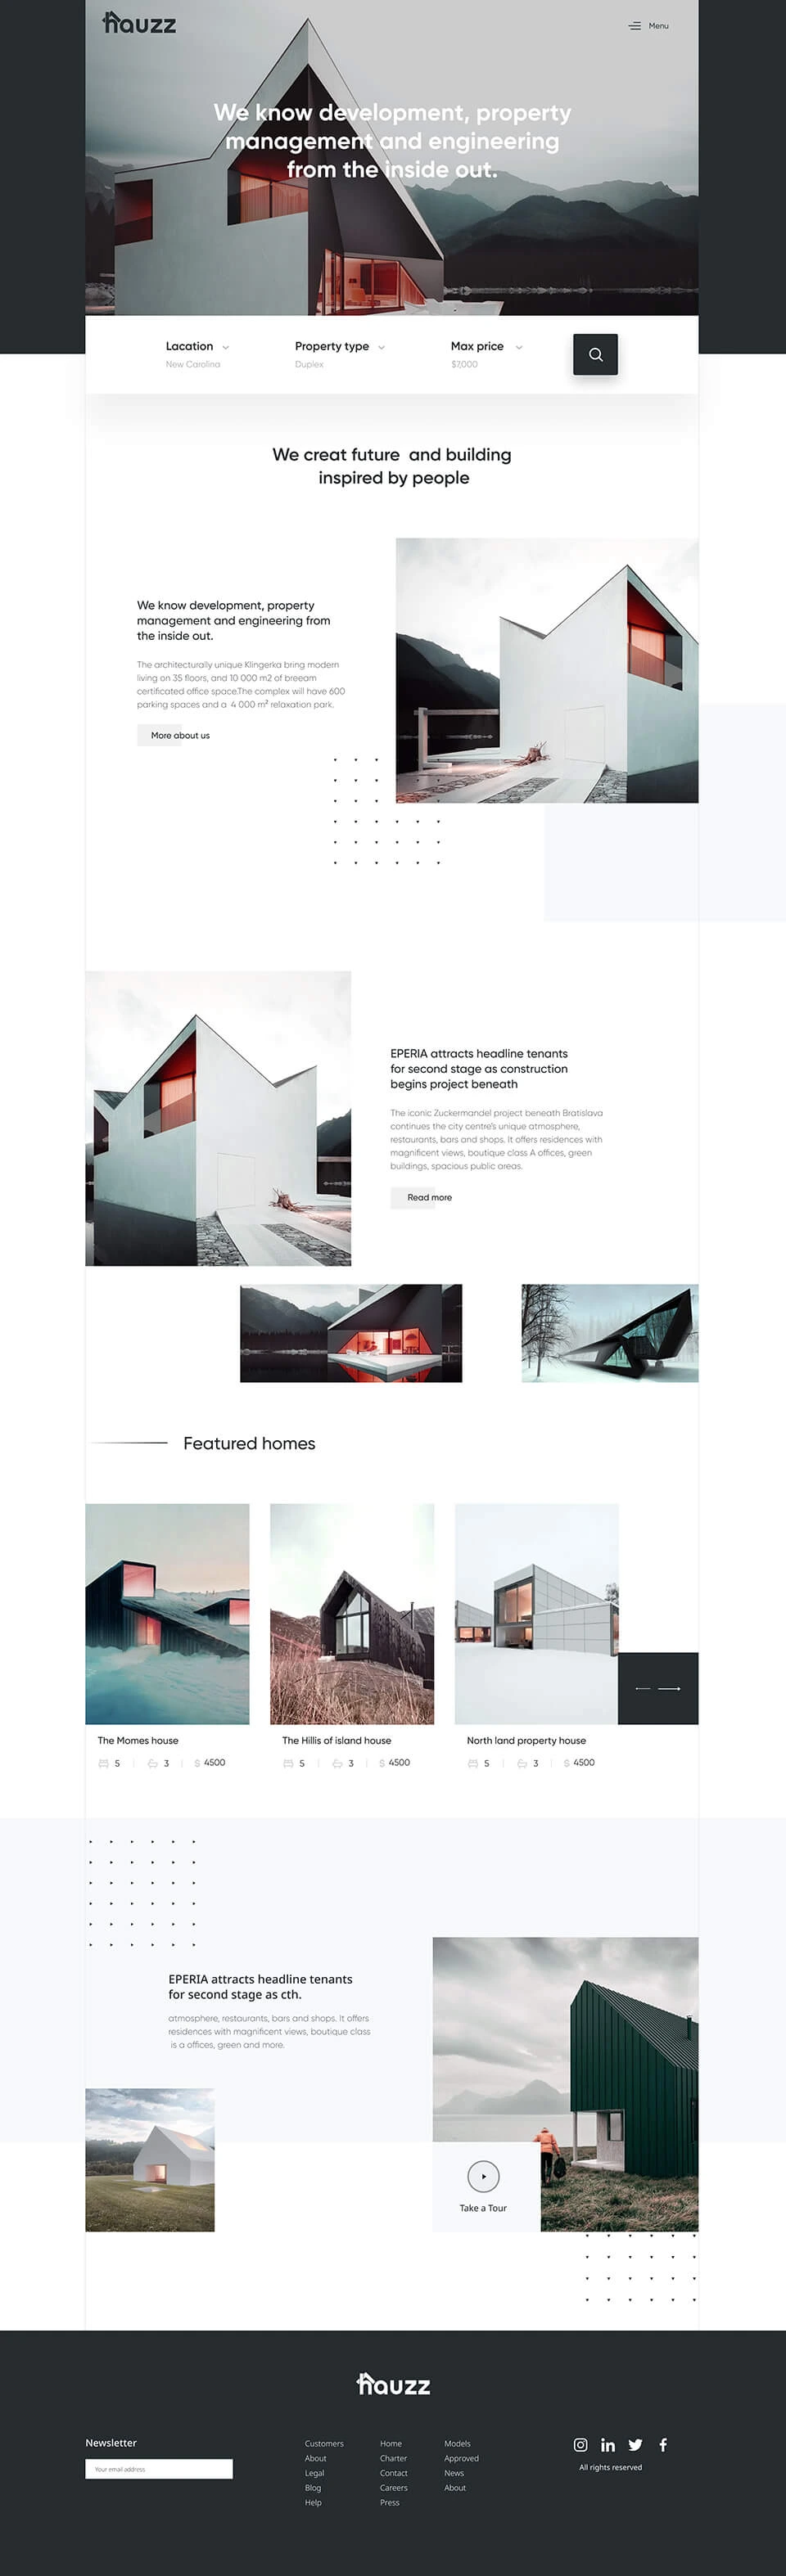 hauzz
Menu
We know development, property
management and engineering
from the inside out.
Lacation
Property type
Max price
New Carolina
Duplex
$7,000
We creat future and building
inspired by people
We know development, property
management and engineering from
the inside out.
The architecturally unique Klingerka bring modern
living on 35 floors, and 10 000 m2 of breeam
certificated office space.The complex will have 600
parking spaces and a 4 000 m² relaxation park.
More about us
EPERIA attracts headline tenants
for second stage as construction
begins project beneath
The iconic Zuckermandel project beneath Bratislava
continues the city centre's unique atmosphere,
restaurants, bars and shops. It offers residences with
magnificent views, boutique class A offices, green
buildings, spacious public areas.
Read more
Featured homes
The Momes house
5 | 3 | $ 4500
The Hillis of island house
5 | 3 | $ 4500
North land property house
5 | 3 | $ 4500
EPERIA attracts headline tenants
for second stage as cth.
atmosphere, restaurants, bars and shops. It offers
residences with magnificent views, boutique class
is a offices, green and more.
Take a Tour
hauzz
Newsletter
Your email address
Customers
About
Legal
Blog
Help
Home
Charter
Contact
Careers
Press
Models
Approved
News
About
All rights reserved